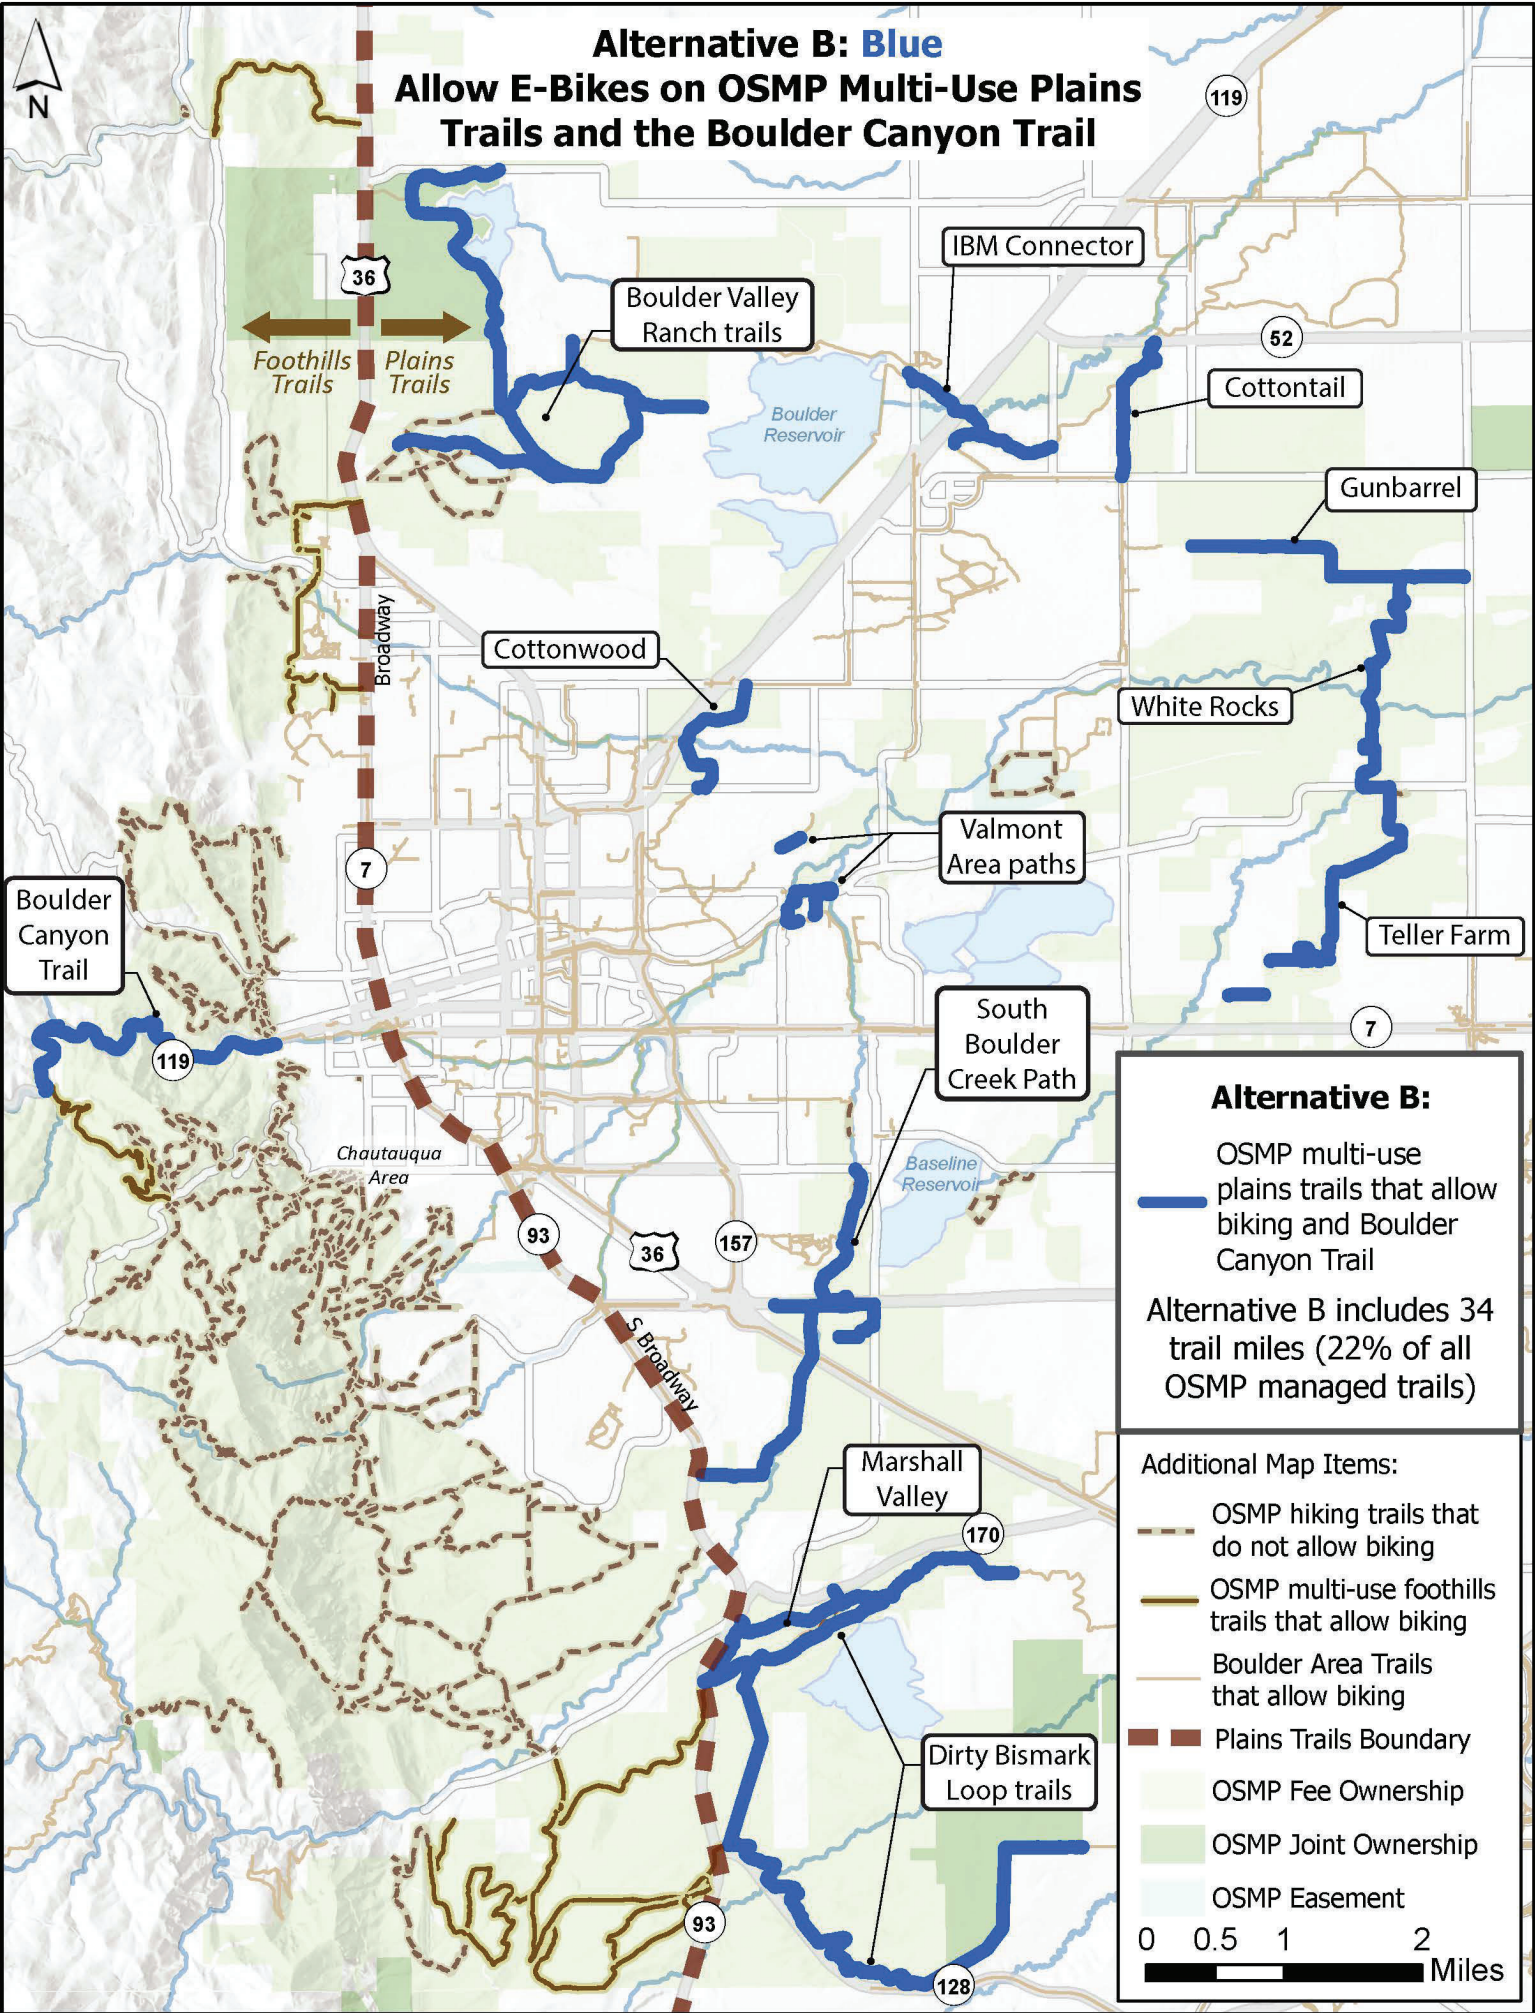 Alternative B: Blue
Allow E-Bikes on OSMP Multi-Use Plains
Trails and the Boulder Canyon Trail
N
119
36
IBM Connector
Boulder Valley
Ranch trails
52
Foothills
Trails
Plains
Trails
Cottontail
Boulder
Reservoir
Gunbarrel
Broadway
Cottonwood
White Rocks
Valmont
Area paths
7
Boulder
Canyon
Trail
Teller Farm
119
South
Boulder
Creek Path
7
Chautauqua
Area
Baseline
Reservoir
93
36
157
S Broadway
Marshall
Valley
170
Dirty Bismark
Loop trails
93
128
Alternative B:
OSMP multi-use
plains trails that allow
biking and Boulder
Canyon Trail
Alternative B includes 34
trail miles (22% of all
OSMP managed trails)
Additional Map Items:
OSMP hiking trails that
do not allow biking
OSMP multi-use foothills
trails that allow biking
Boulder Area Trails
that allow biking
Plains Trails Boundary
OSMP Fee Ownership
OSMP Joint Ownership
OSMP Easement
0 0.5 1 2
Miles